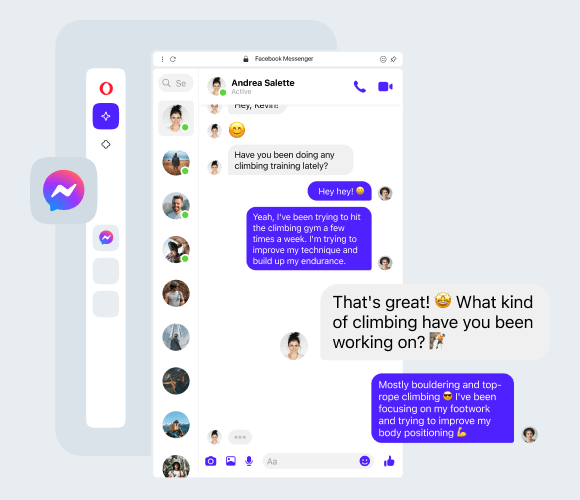 Facebook Messenger
Se
Andrea Salette
Active
Hey, Kevin!
😊
Have you been doing any
climbing training lately?
Hey hey! 😄
Yeah, I've been trying to hit
the climbing gym a few
times a week. I'm trying to
improve my technique and
build up my endurance.
That's great! 🤩 What kind
of climbing have you been
working on? 🧗
Mostly bouldering and top-
rope climbing 😎 I've been
focusing on my footwork
and trying to improve my
body positioning 💪
Aa